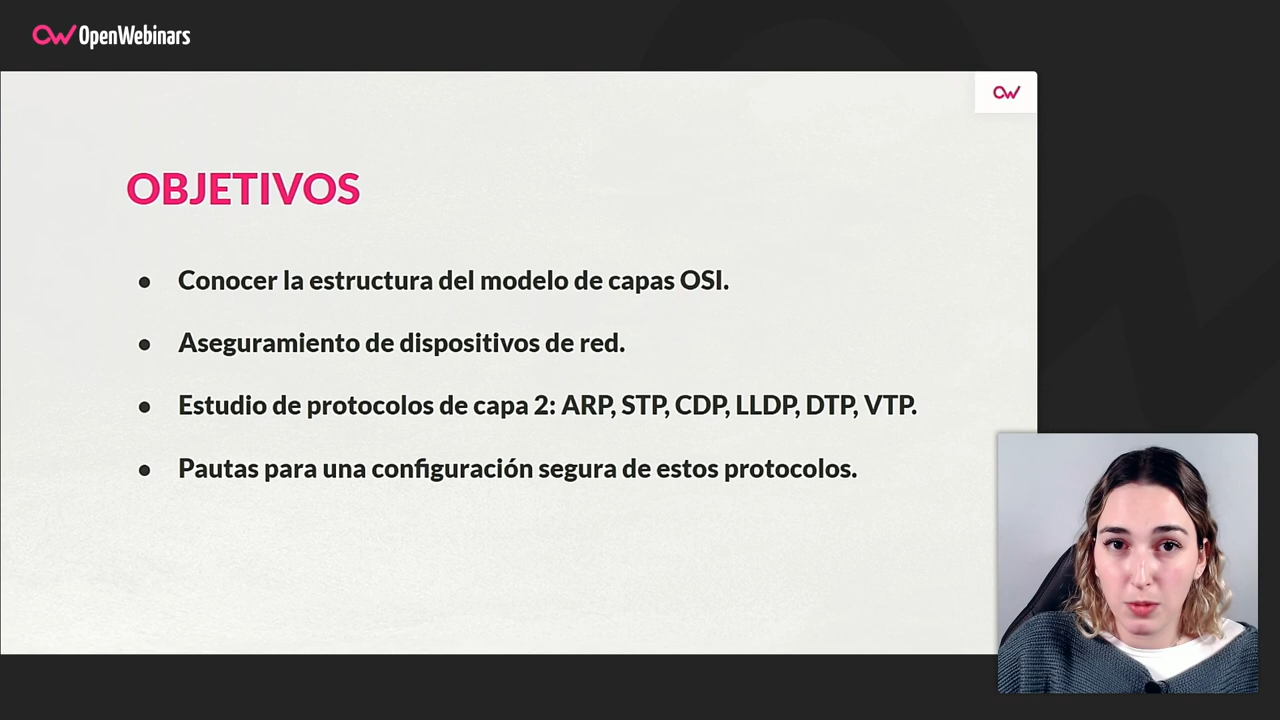 OpenWebinars
OBJETIVOS
● Conocer la estructura del modelo de capas OSI.
● Aseguramiento de dispositivos de red.
● Estudio de protocolos de capa 2: ARP, STP, CDP, LLDP, DTP, VTP.
● Pautas para una configuración segura de estos protocolos.